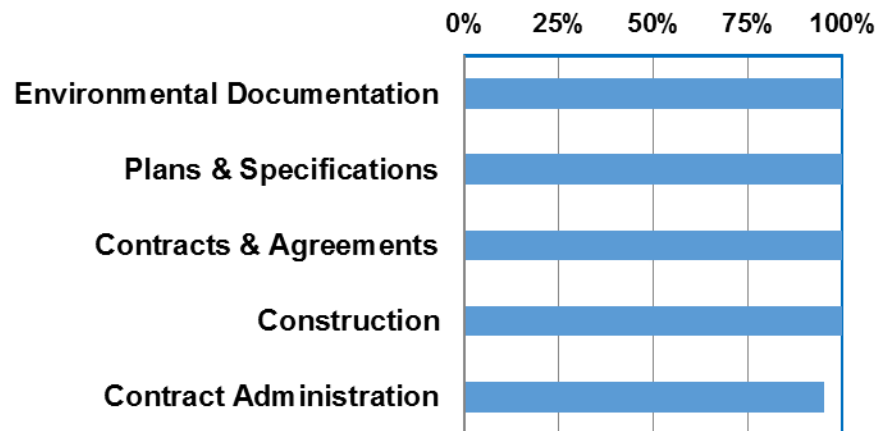 0% 25% 50% 75% 100%
Environmental Documentation
Plans & Specifications
Contracts & Agreements
Construction
Contract Administration